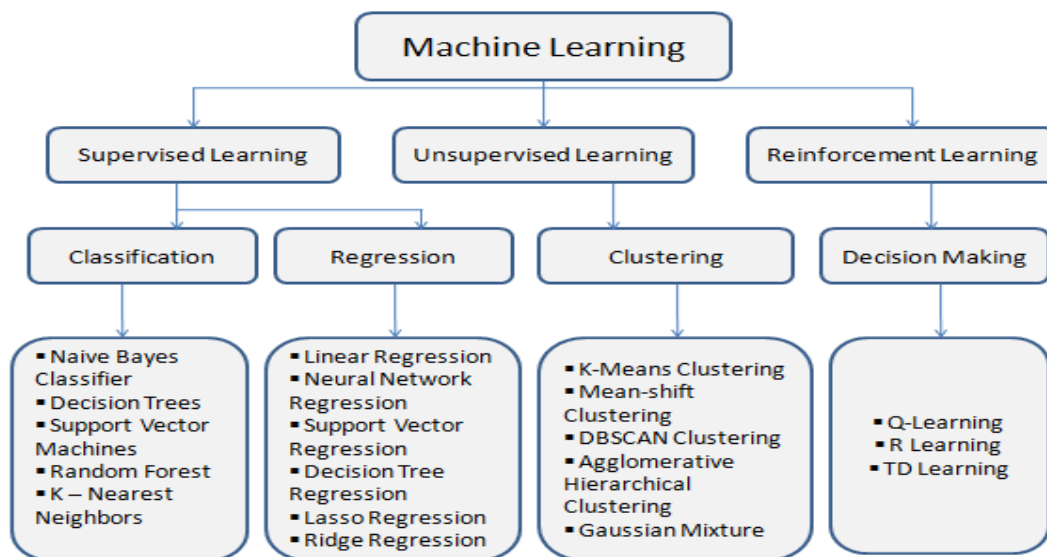 Machine Learning
Supervised Learning
Unsupervised Learning
Reinforcement Learning
Classification
Regression
Clustering
Decision Making
▪ Naive Bayes
Classifier
▪ Decision Trees
▪ Support Vector
Machines
▪ Random Forest
▪ K – Nearest
Neighbors
▪ Linear Regression
▪ Neural Network
Regression
▪ Support Vector
Regression
▪ Decision Tree
Regression
▪ Lasso Regression
▪ Ridge Regression
▪ K-Means Clustering
▪ Mean-shift
Clustering
▪ DBSCAN Clustering
▪ Agglomerative
Hierarchical
Clustering
▪ Gaussian Mixture
▪ Q-Learning
▪ R Learning
▪ TD Learning